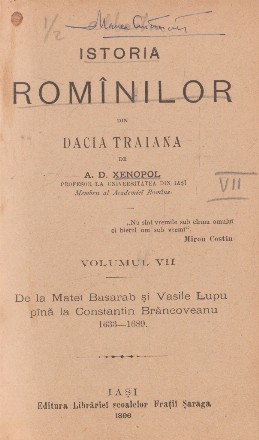 1/2
ISTORIA
ROMÎNILOR
DIN
DACIA TRAIANA
DE
A. D. XENOPOL
PROFESOR LA UNIVERSITATEA DIN IAȘI
Membru al Academiei Române.
VII
„Nu sînt vremile sub cîrma omului
ci bietul om sub vremi".
Miron Costin
VOLUMUL VII
De la Matei Basarab și Vasile Lupu
pînă la Constantin Brâncoveanu
1633—1689.
IAȘI
Editura Librăriei școalelor Frații Șaraga
1896